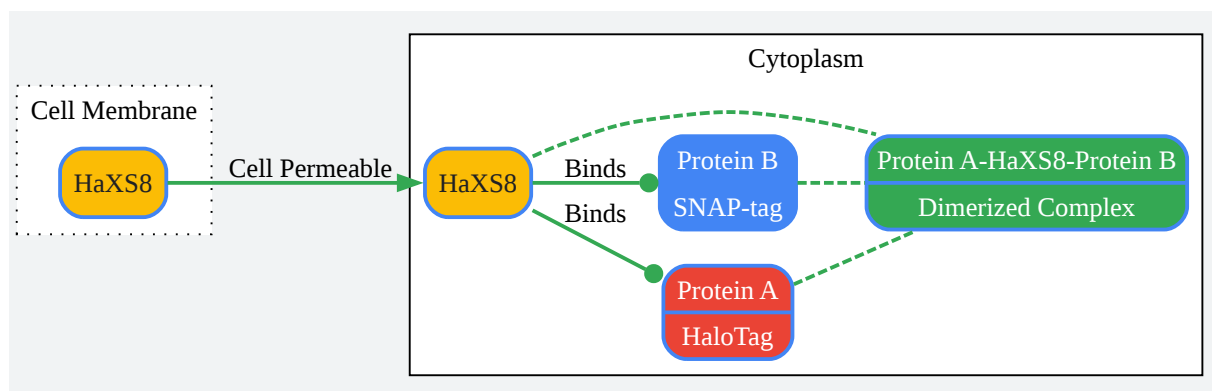 Cytoplasm
Cell Membrane
HaXS8
Cell Permeable
HaXS8
Binds
Binds
Protein B
SNAP-tag
Protein A
HaloTag
Protein A-HaXS8-Protein B
Dimerized Complex